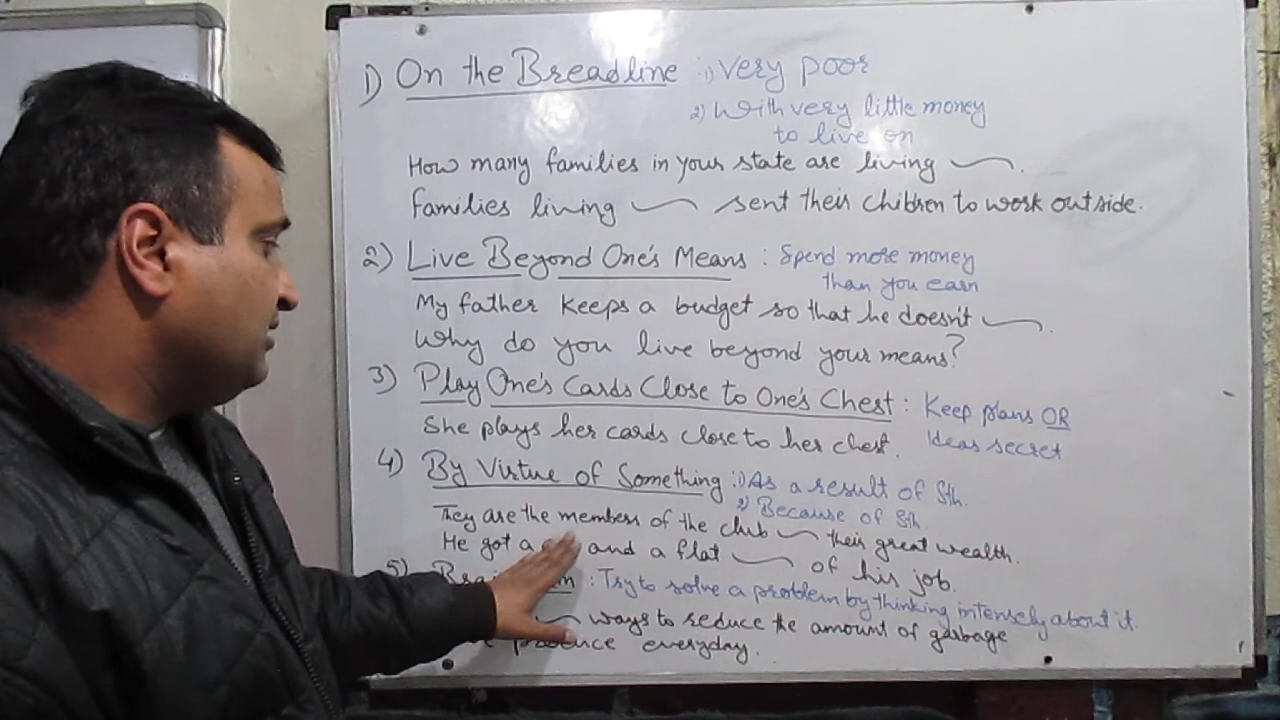 1) On the Breadline : 1) Very poor
2) With very little money
to live on
How many families in your state are living ___.
Families living ___ sent their children to work outside.
2) Live Beyond One's Means : Spend more money
than you earn
My father keeps a budget so that he doesn't ___.
Why do you live beyond your means?
3) Play One's Cards Close to One's Chest : Keep plans OR
Ideas secret
She plays her cards close to her chest.
4) By Virtue of Something : 1) As a result of Sth.
2) Because of Sth.
They are the members of the club ___ their great wealth.
He got a and a flat ___ of his job.
5) : Try to solve a problem by thinking intensely about it.
___ ways to reduce the amount of garbage
everyday.